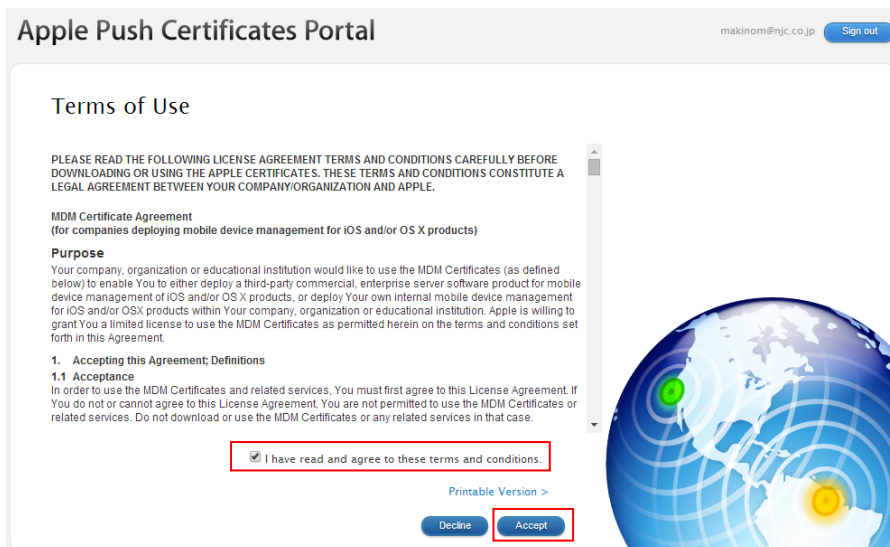 Apple Push Certificates Portal
makinom@njc.co.jp
Sign out
Terms of Use
PLEASE READ THE FOLLOWING LICENSE AGREEMENT TERMS AND CONDITIONS CAREFULLY BEFORE
DOWNLOADING OR USING THE APPLE CERTIFICATES. THESE TERMS AND CONDITIONS CONSTITUTE A
LEGAL AGREEMENT BETWEEN YOUR COMPANY/ORGANIZATION AND APPLE.
MDM Certificate Agreement
(for companies deploying mobile device management for iOS and/or OS X products)
Purpose
Your company, organization or educational institution would like to use the MDM Certificates (as defined
below) to enable You to either deploy a third-party commercial, enterprise server software product for mobile
device management of iOS and/or OS X products, or deploy Your own internal mobile device management
for iOS and/or OSX products within Your company, organization or educational institution. Apple is willing to
grant You a limited license to use the MDM Certificates as permitted herein on the terms and conditions set
forth in this Agreement.
1. Accepting this Agreement; Definitions
1.1 Acceptance
In order to use the MDM Certificates and related services, You must first agree to this License Agreement. If
You do not or cannot agree to this License Agreement, You are not permitted to use the MDM Certificates or
related services. Do not download or use the MDM Certificates or any related services in that case.
I have read and agree to these terms and conditions.
Printable Version >
Decline
Accept